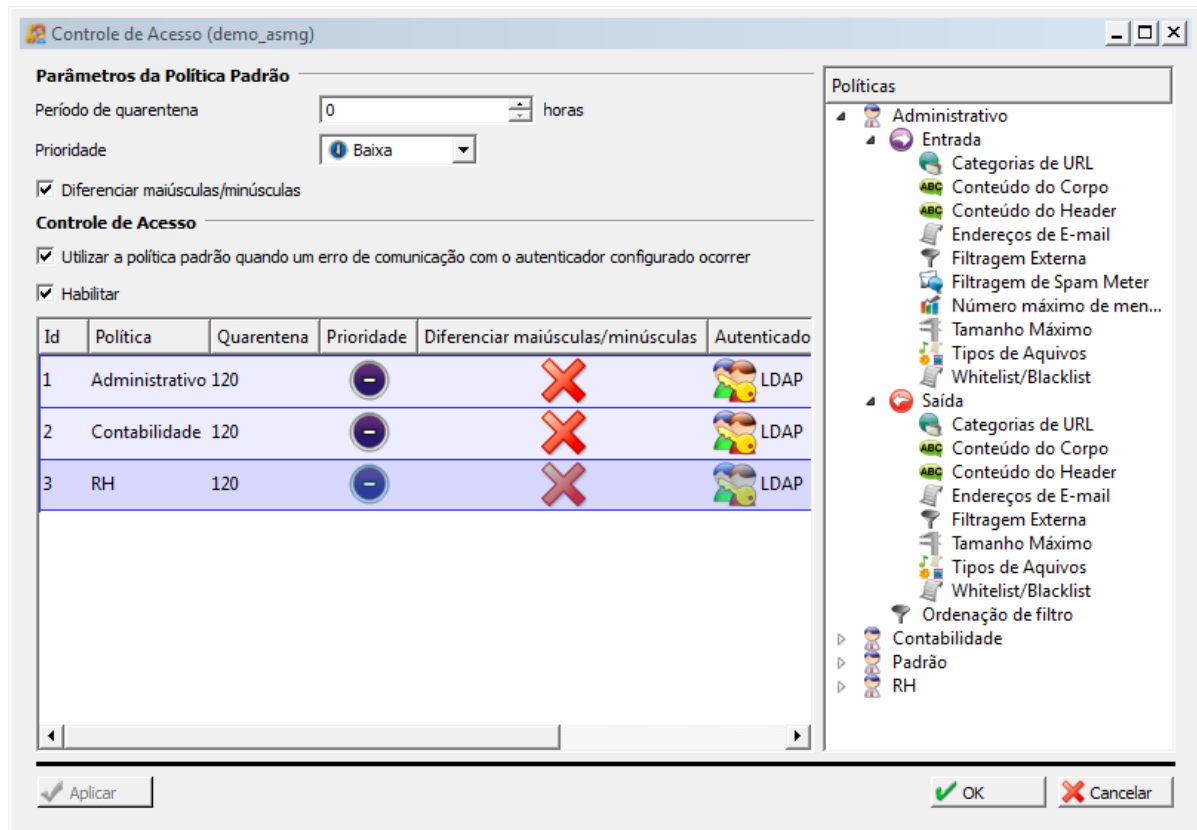 Controle de Acesso (demo_asmg)
Parâmetros da Política Padrão
Período de quarentena
0
horas
Prioridade
Baixa
Diferenciar maiúsculas/minúsculas
Controle de Acesso
Utilizar a política padrão quando um erro de comunicação com o autenticador configurado ocorrer
Habilitar
Id Política Quarentena Prioridade Diferenciar maiúsculas/minúsculas Autenticado
1 Administrativo 120 LDAP
2 Contabilidade 120 LDAP
3 RH 120 LDAP
Políticas
Administrativo
Entrada
Categorias de URL
ABC Conteúdo do Corpo
ABC Conteúdo do Header
Endereços de E-mail
Filtragem Externa
Filtragem de Spam Meter
Número máximo de men...
Tamanho Máximo
Tipos de Aquivos
Whitelist/Blacklist
Saída
Categorias de URL
ABC Conteúdo do Corpo
ABC Conteúdo do Header
Endereços de E-mail
Filtragem Externa
Tamanho Máximo
Tipos de Aquivos
Whitelist/Blacklist
Ordenação de filtro
Contabilidade
Padrão
RH
Aplicar
OK
Cancelar